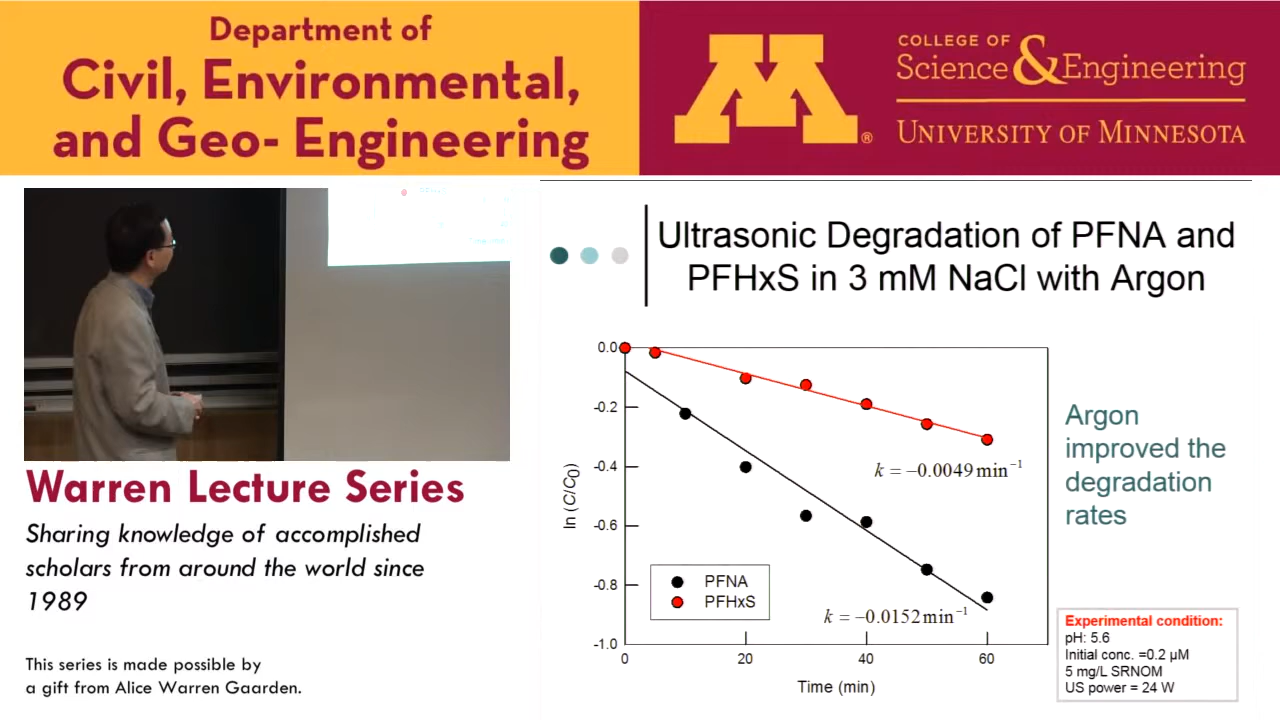 Department of
Civil, Environmental,
and Geo- Engineering
M®
COLLEGE OF
Science & Engineering
UNIVERSITY OF MINNESOTA
Ultrasonic Degradation of PFNA and
PFHxS in 3 mM NaCl with Argon
0.0
-0.2
-0.4
-0.6
-0.8
-1.0
ln (C/C0)
k = −0.0049 min⁻¹
k = −0.0152 min⁻¹
PFNA
PFHxS
0 20 40 60
Time (min)
Argon
improved the
degradation
rates
Experimental condition:
pH: 5.6
Initial conc. =0.2 µM
5 mg/L SRNOM
US power = 24 W
Warren Lecture Series
Sharing knowledge of accomplished
scholars from around the world since
1989
This series is made possible by
a gift from Alice Warren Gaarden.